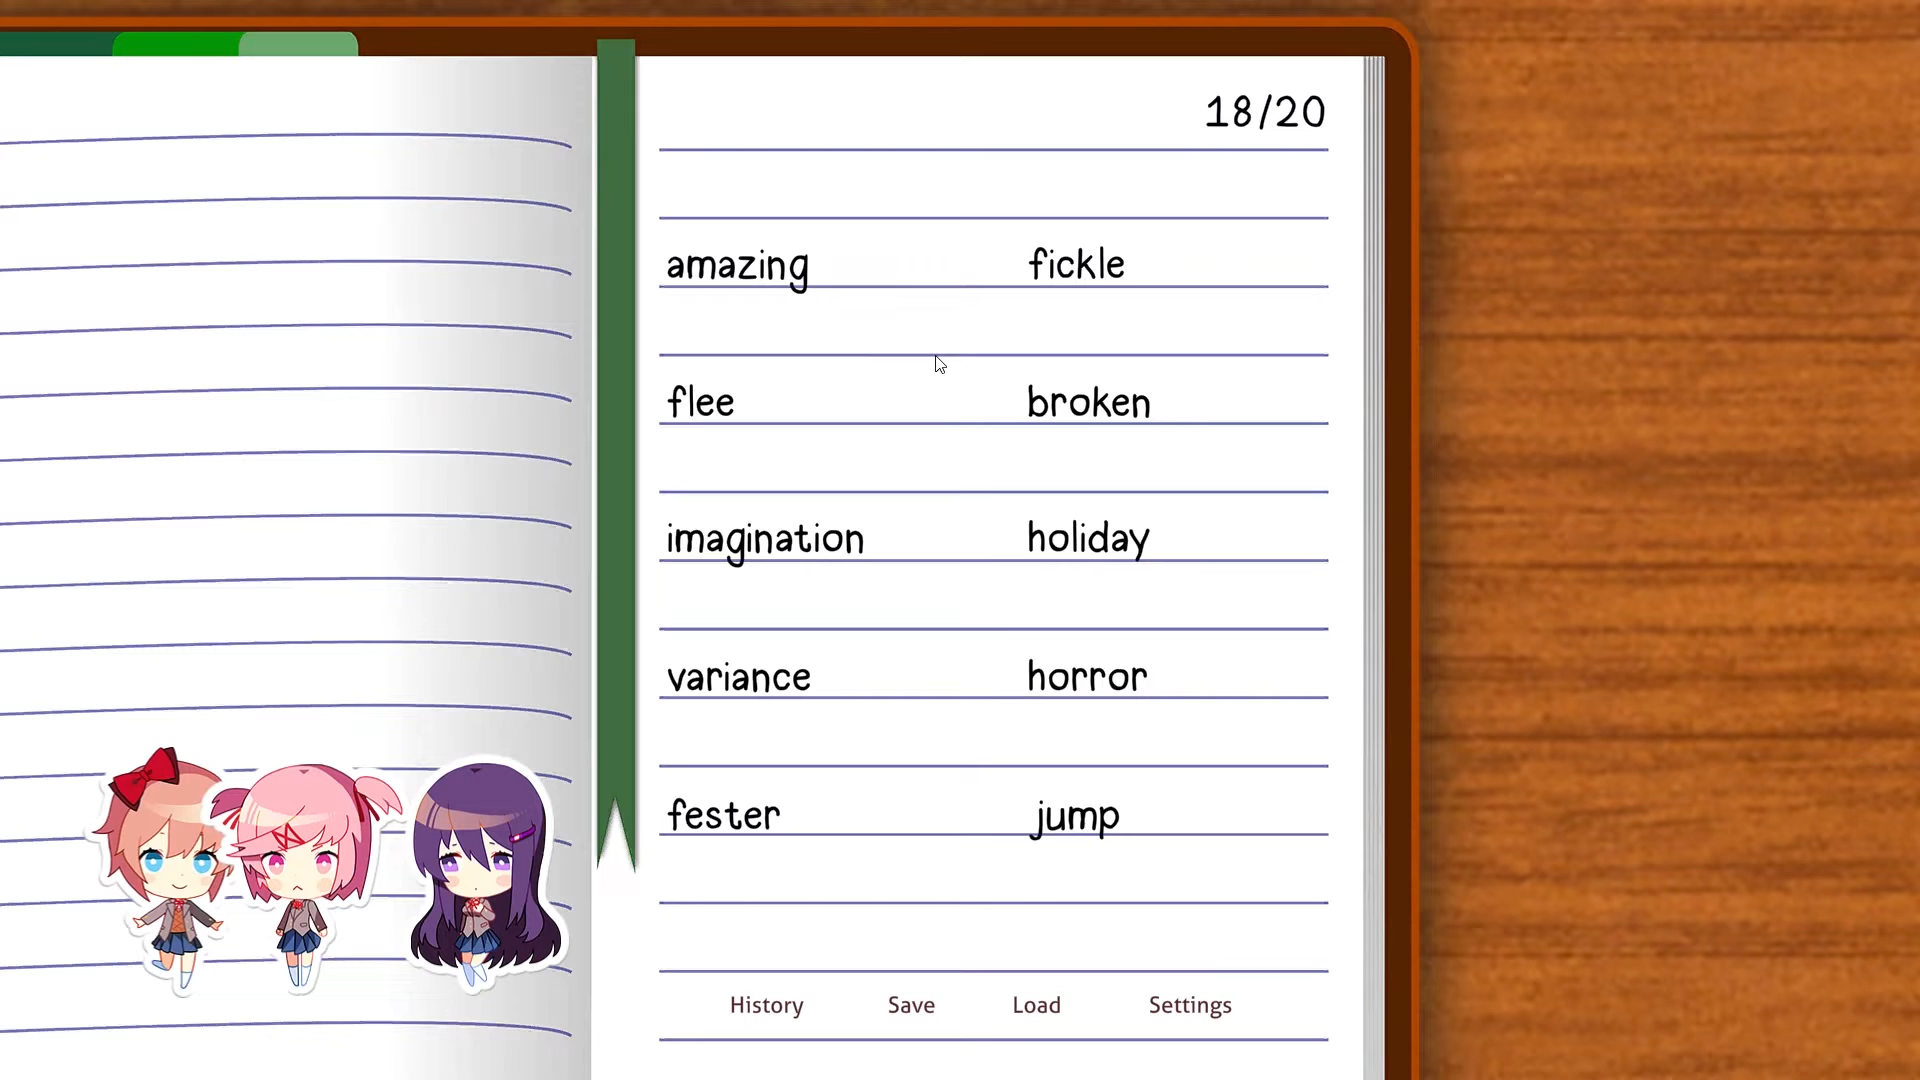 18/20
amazing fickle
flee broken
imagination holiday
variance horror
fester jump
History Save Load Settings